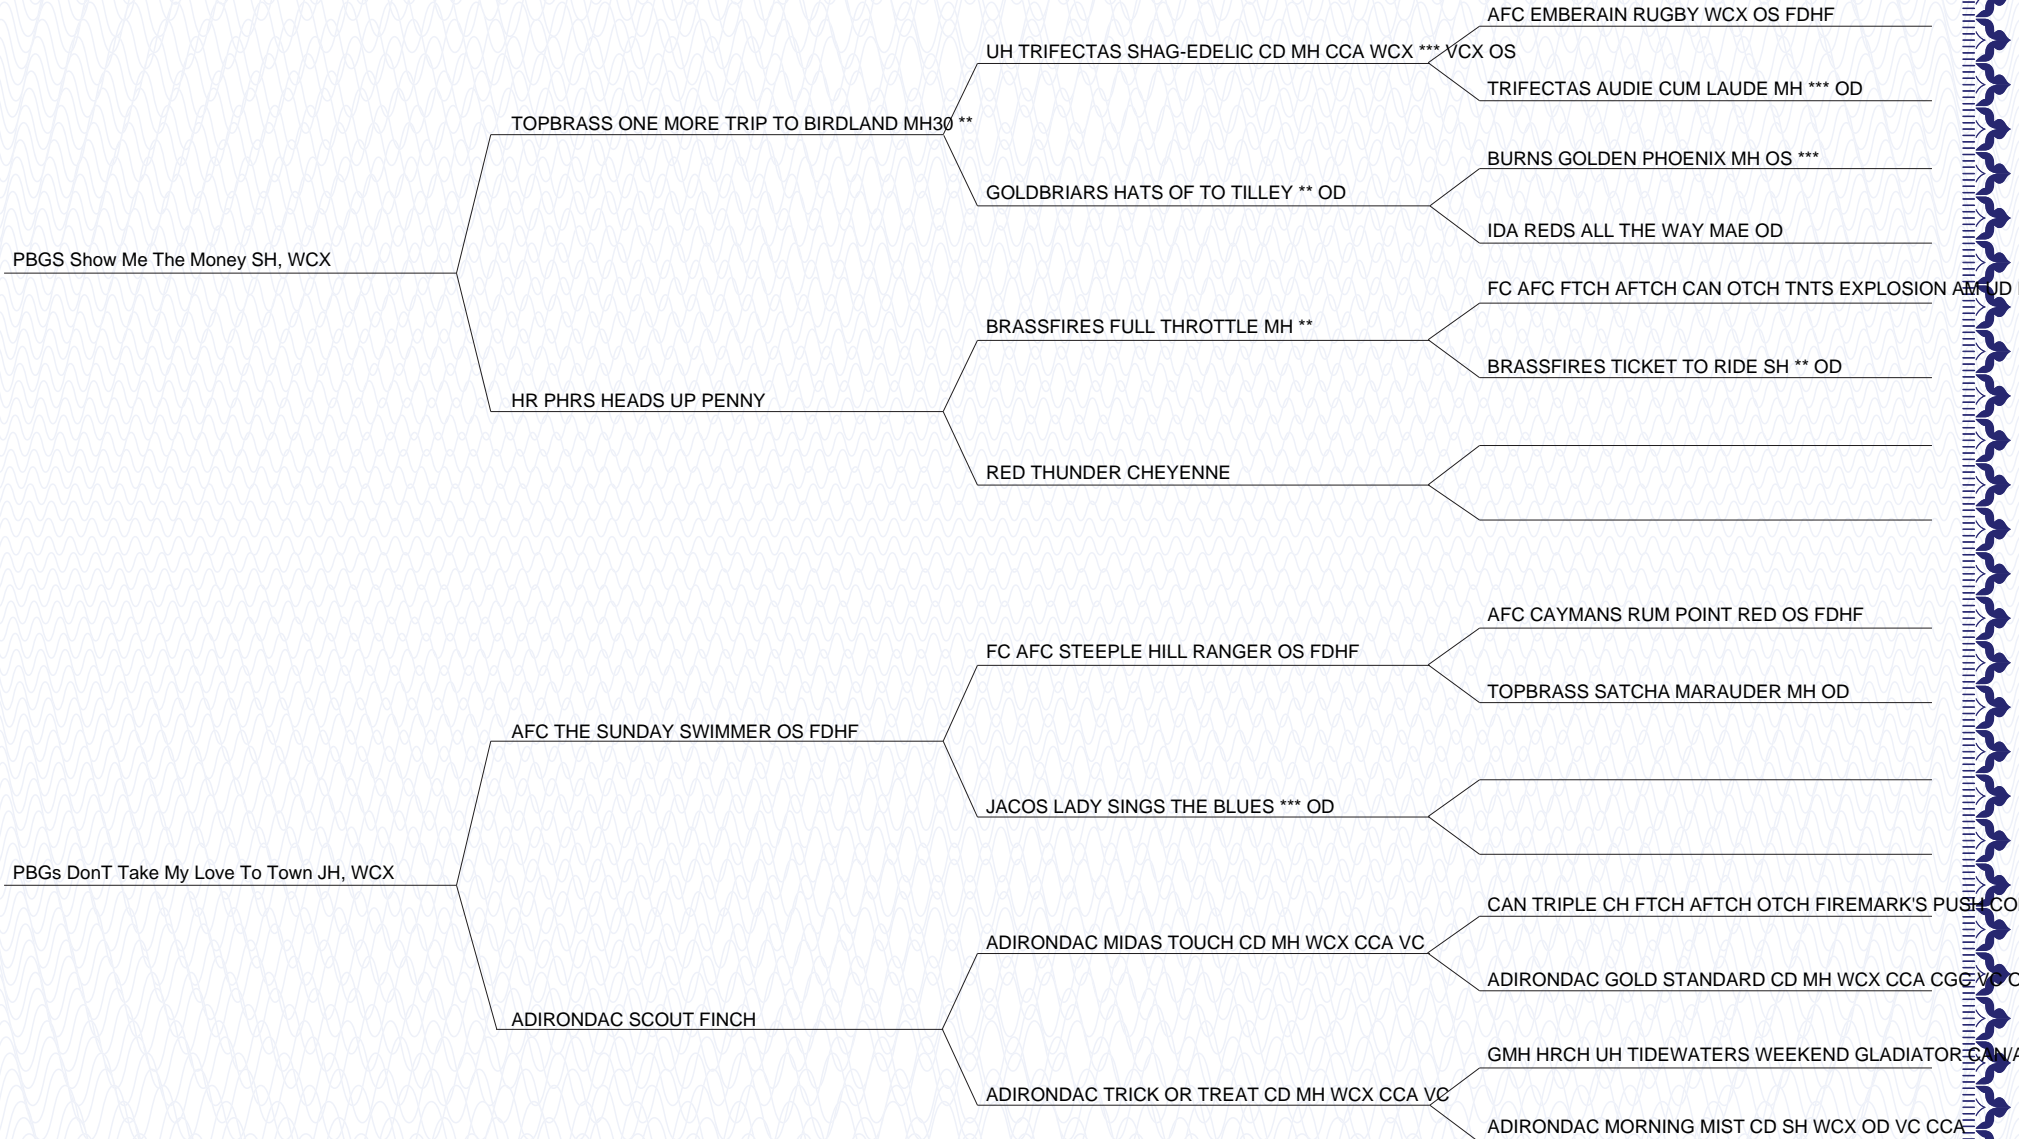 AFC EMBERAIN RUGBY WCX OS FDHF
UH TRIFECTAS SHAG-EDELIC CD MH CCA WCX *** VCX OS
TRIFECTAS AUDIE CUM LAUDE MH *** OD
TOPBRASS ONE MORE TRIP TO BIRDLAND MH30 **
BURNS GOLDEN PHOENIX MH OS ***
GOLDBRIARS HATS OF TO TILLEY ** OD
IDA REDS ALL THE WAY MAE OD
PBGS Show Me The Money SH, WCX
FC AFC FTCH AFTCH CAN OTCH TNTS EXPLOSION AM UD
BRASSFIRES FULL THROTTLE MH **
BRASSFIRES TICKET TO RIDE SH ** OD
HR PHRS HEADS UP PENNY
RED THUNDER CHEYENNE
AFC CAYMANS RUM POINT RED OS FDHF
FC AFC STEEPLE HILL RANGER OS FDHF
TOPBRASS SATCHA MARAUDER MH OD
AFC THE SUNDAY SWIMMER OS FDHF
JACOS LADY SINGS THE BLUES *** OD
PBGs DonT Take My Love To Town JH, WCX
CAN TRIPLE CH FTCH AFTCH OTCH FIREMARK'S PUSH
ADIRONDAC MIDAS TOUCH CD MH WCX CCA VC
ADIRONDAC GOLD STANDARD CD MH WCX CCA CGC VC
ADIRONDAC SCOUT FINCH
GMH HRCH UH TIDEWATERS WEEKEND GLADIATOR
ADIRONDAC TRICK OR TREAT CD MH WCX CCA VC
ADIRONDAC MORNING MIST CD SH WCX OD VC CCA